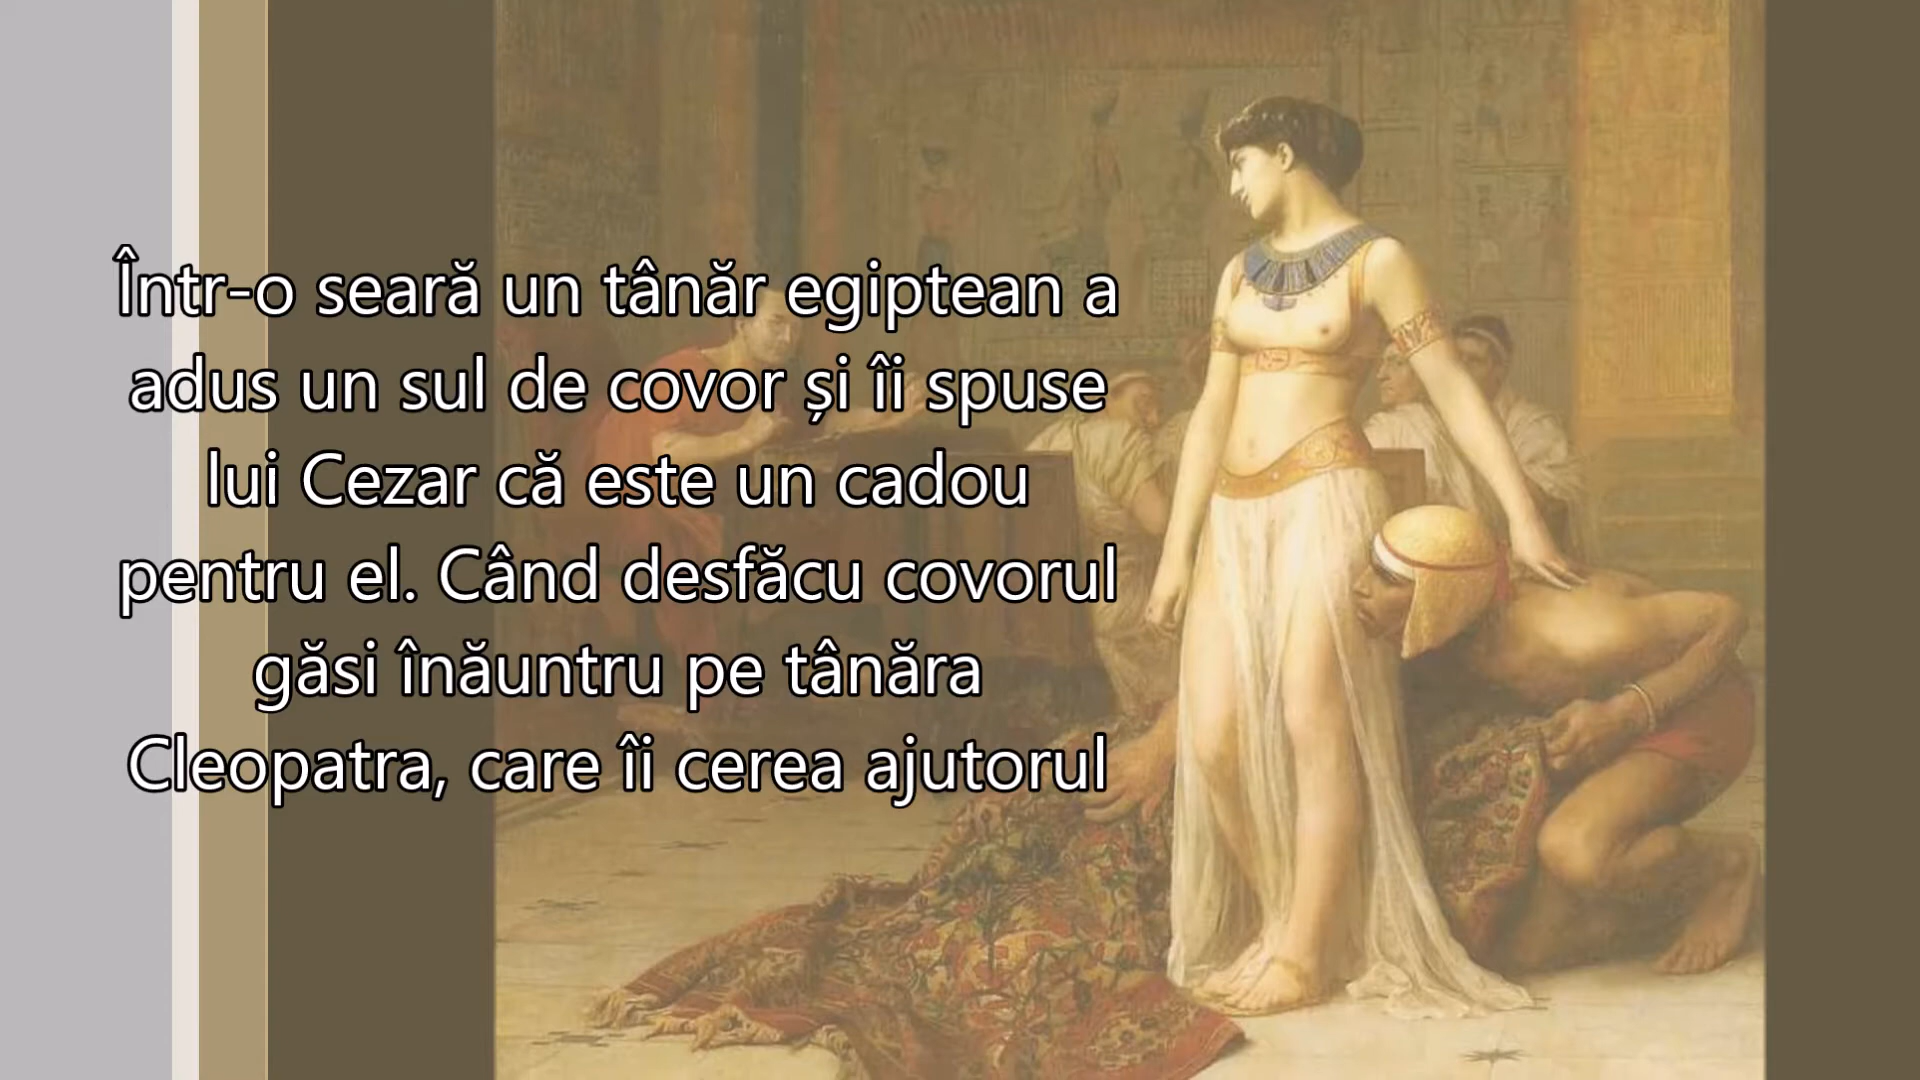 Într-o seară un tânăr egiptean a
adus un sul de covor și îi spuse
lui Cezar că este un cadou
pentru el. Când desfăcu covorul
găsi înăuntru pe tânăra
Cleopatra, care îi cerea ajutorul